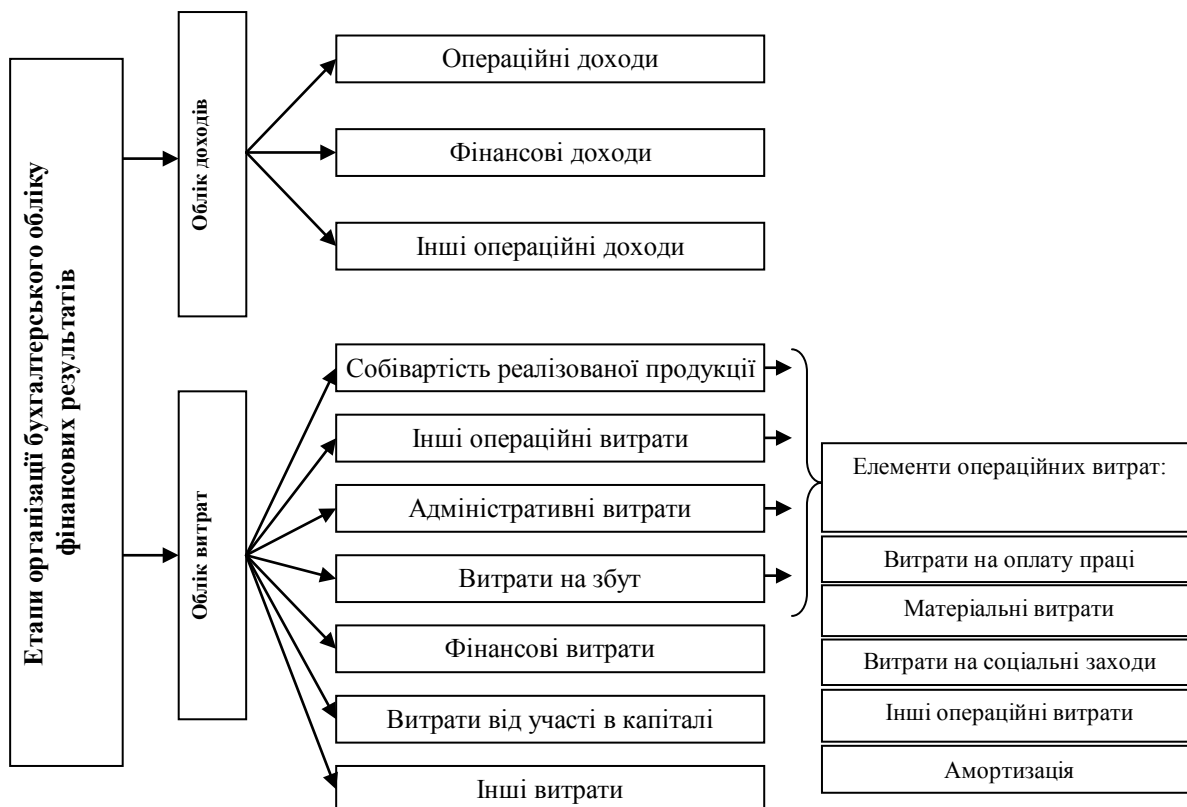 Етапи організації бухгалтерського обліку
фінансових результатів
Облік доходів
Операційні доходи
Фінансові доходи
Інші операційні доходи
Облік витрат
Собівартість реалізованої продукції
Інші операційні витрати
Адміністративні витрати
Витрати на збут
Фінансові витрати
Витрати від участі в капіталі
Інші витрати
Елементи операційних витрат:
Витрати на оплату праці
Матеріальні витрати
Витрати на соціальні заходи
Інші операційні витрати
Амортизація